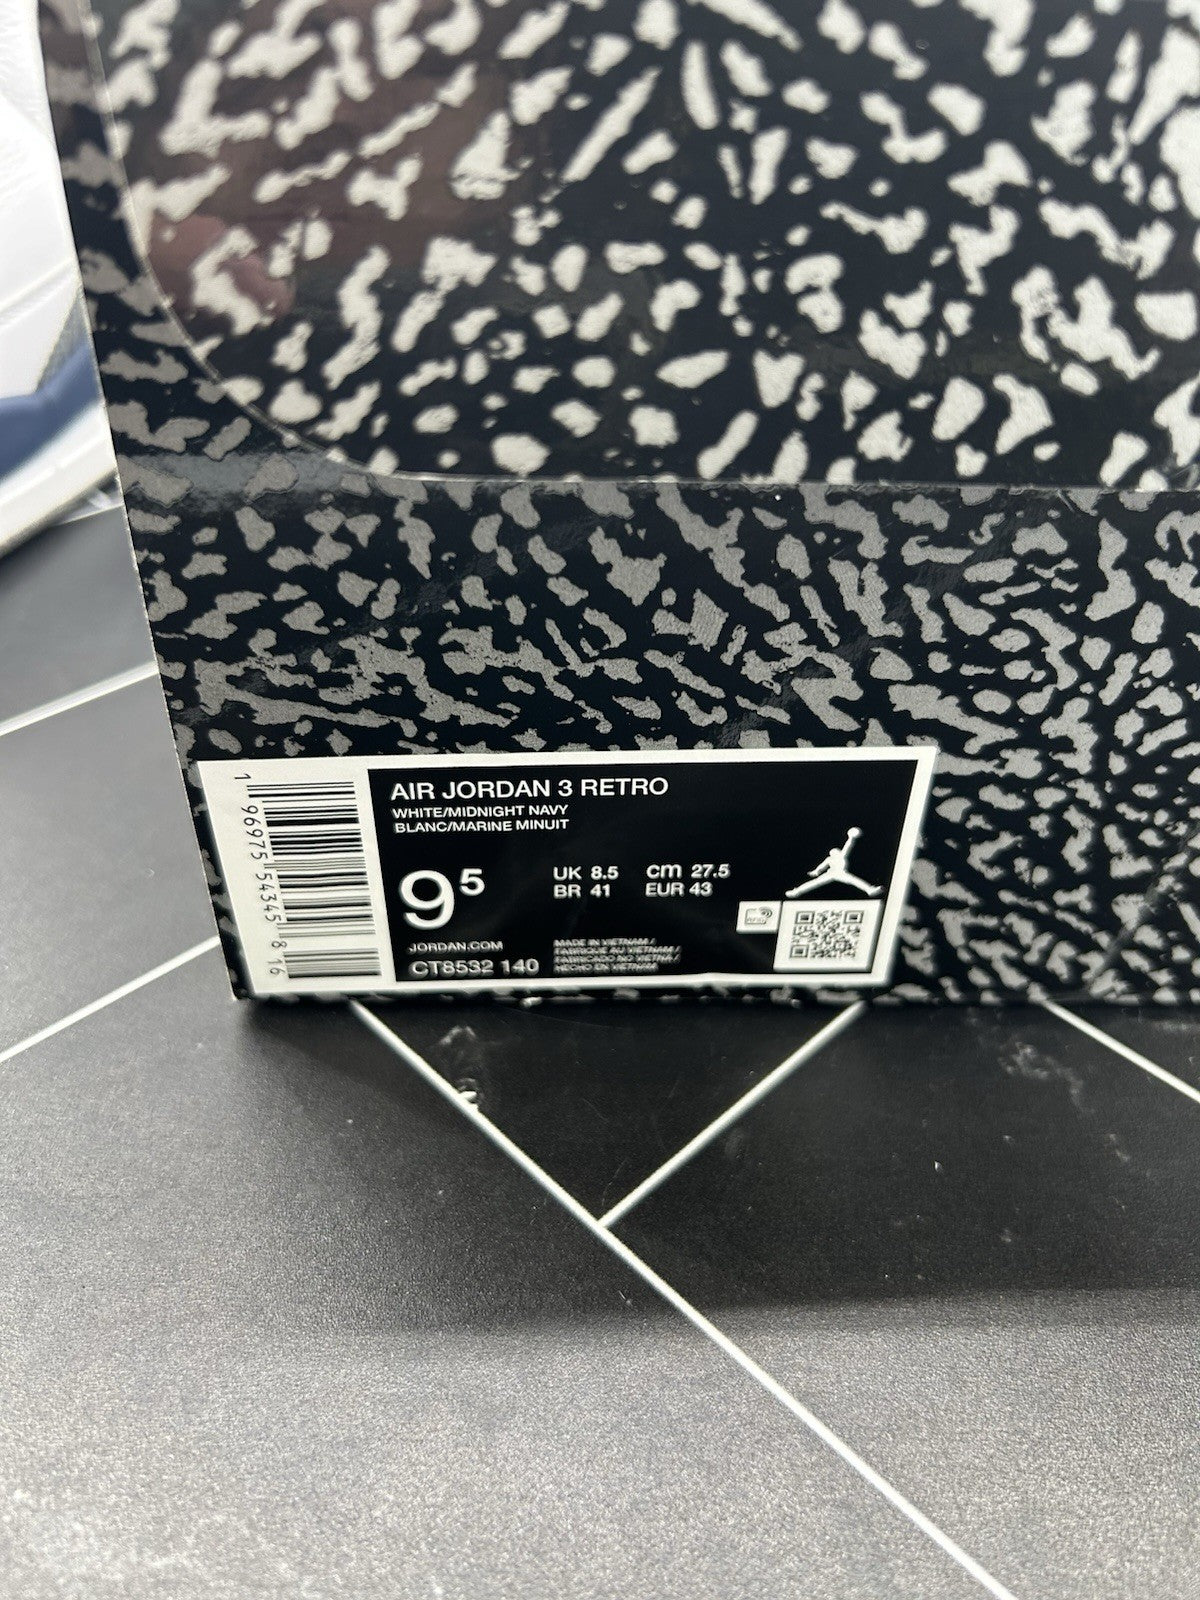 AIR JORDAN 3 RETRO
WHITE/MIDNIGHT NAVY
BLANC/MARINE MINUIT
9⁵
UK 8.5 cm 27.5
BR 41 EUR 43
JORDAN.COM
CT8532 140
MADE IN VIETNAM /
FABRIQUÉ AU VIETNAM /
FABRICADO NO VIETNÃ /
HECHO EN VIETNAM
1 96975 54345 8 16